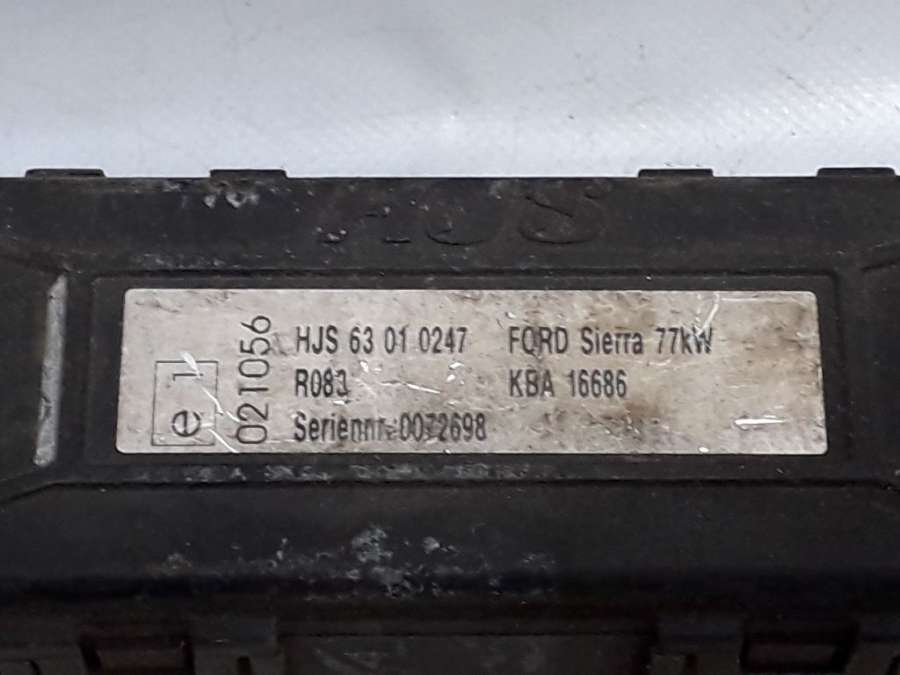 HJS
e 1
021056
HJS 63 01 0247 FORD Sierra 77kW
R083 KBA 16686
Seriennr. 0072698